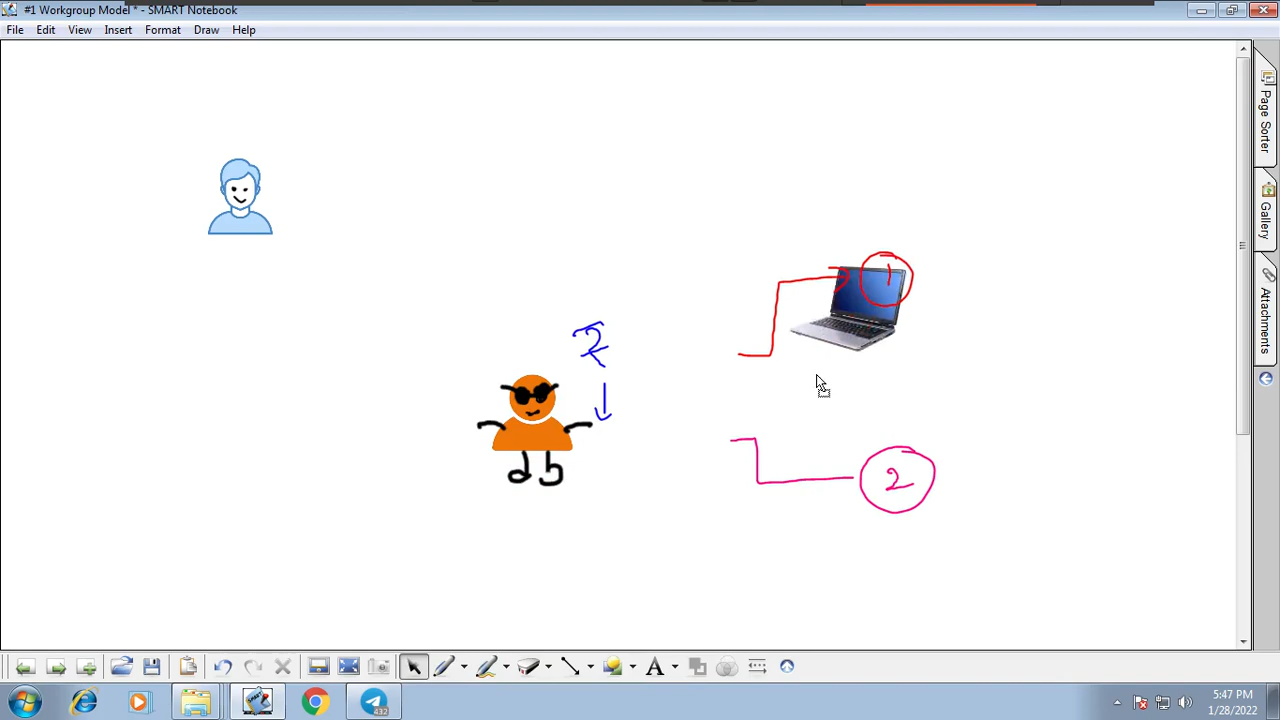 #1 Workgroup Model * - SMART Notebook
File Edit View Insert Format Draw Help
Page Sorter
Gallery
Attachments
1
2
A
432
5:47 PM
1/28/2022